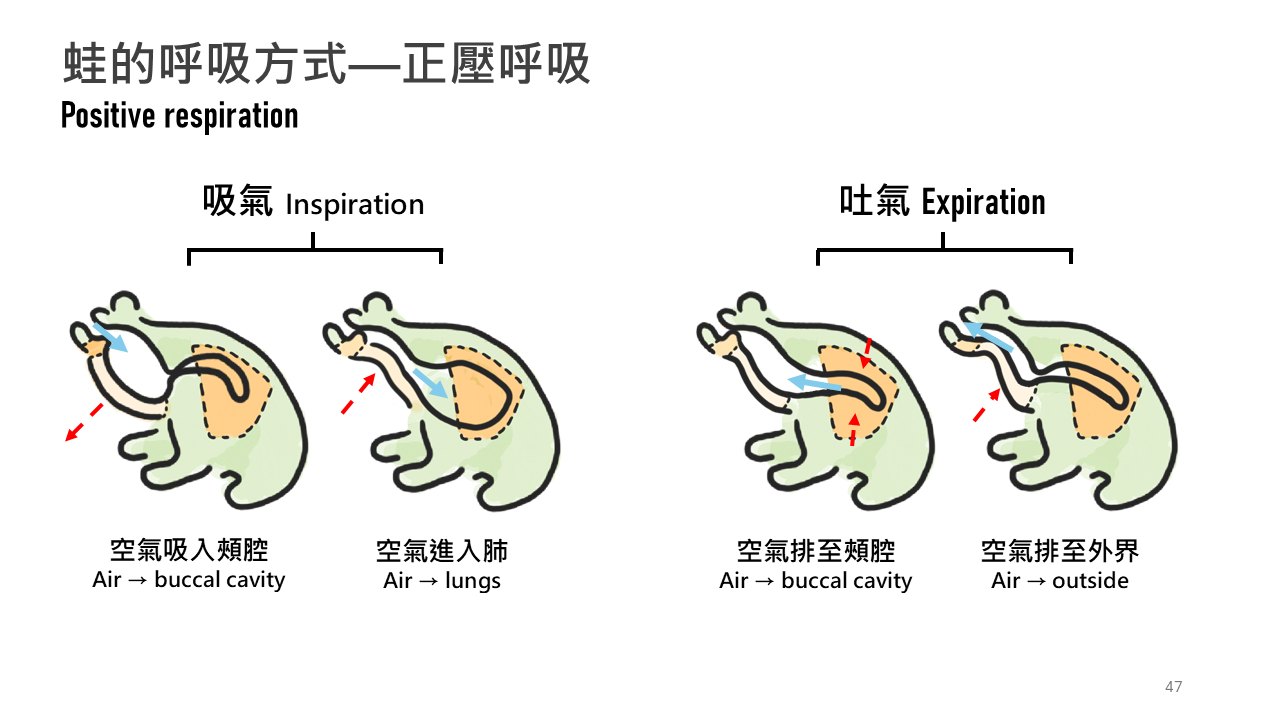 蛙的呼吸方式—正壓呼吸
Positive respiration
吸氣 Inspiration
吐氣 Expiration
空氣吸入頰腔
Air → buccal cavity
空氣進入肺
Air → lungs
空氣排至頰腔
Air → buccal cavity
空氣排至外界
Air → outside
47